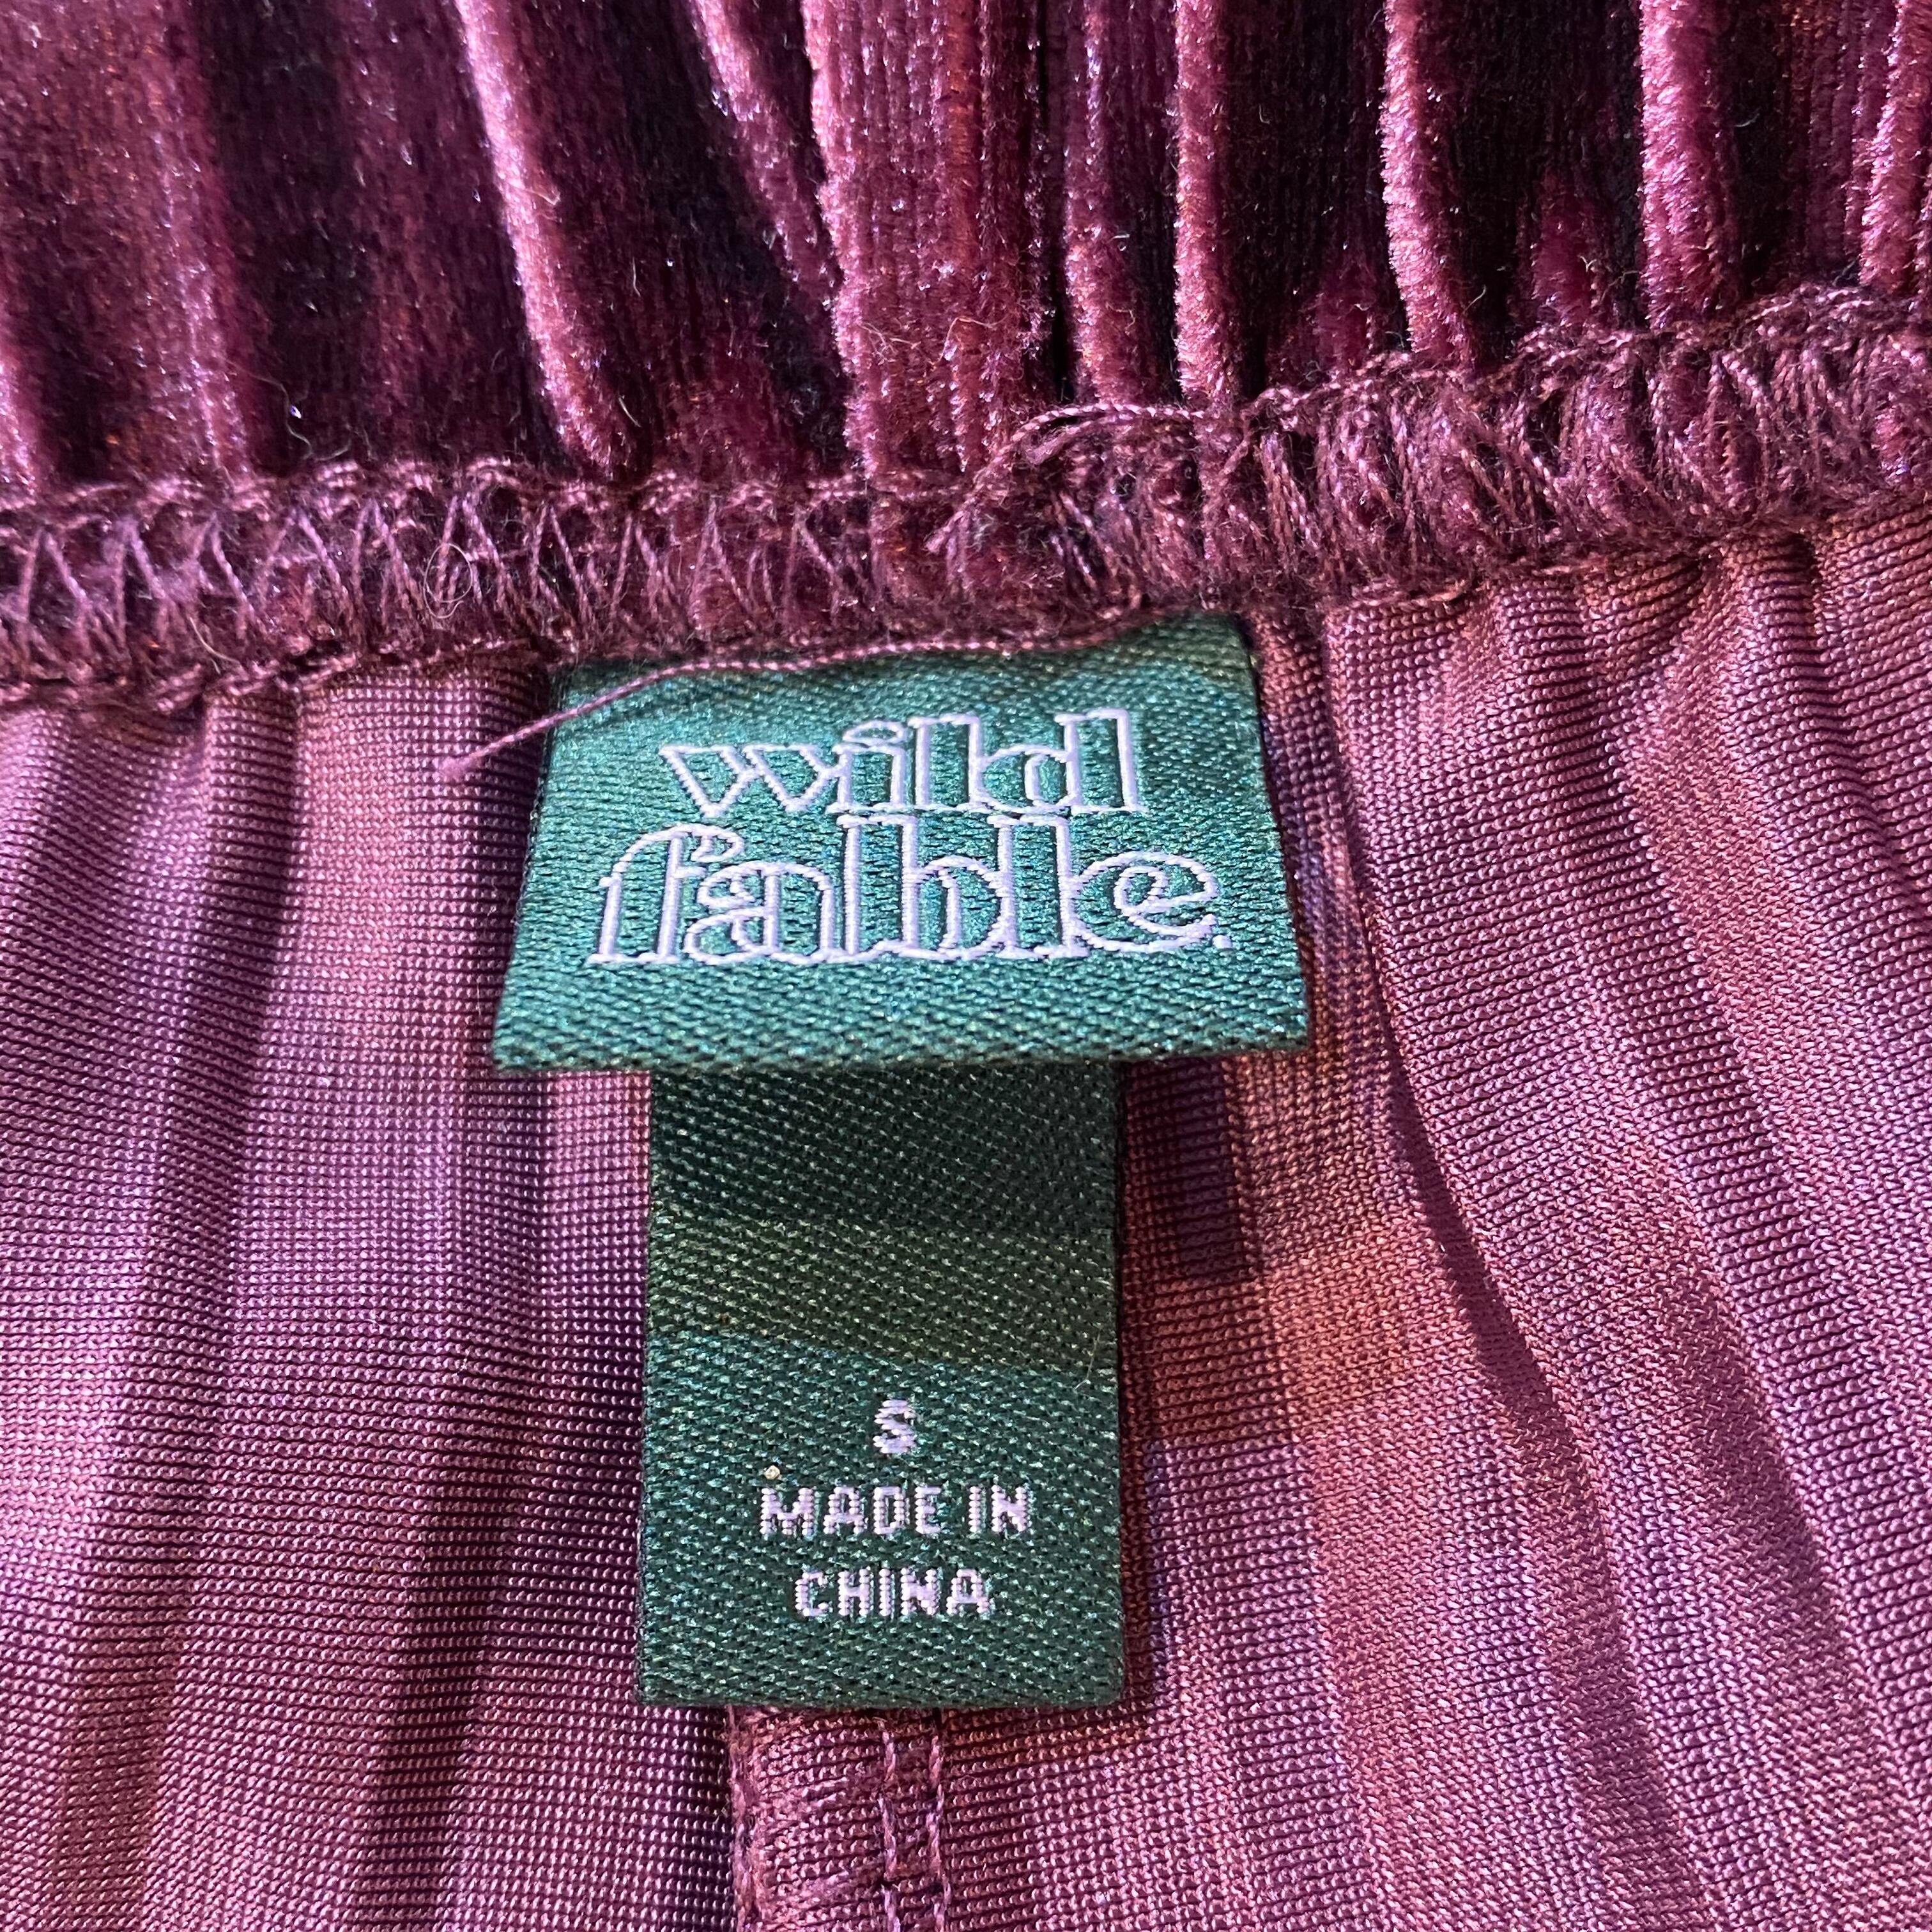 wild
fable.
S
MADE IN
CHINA